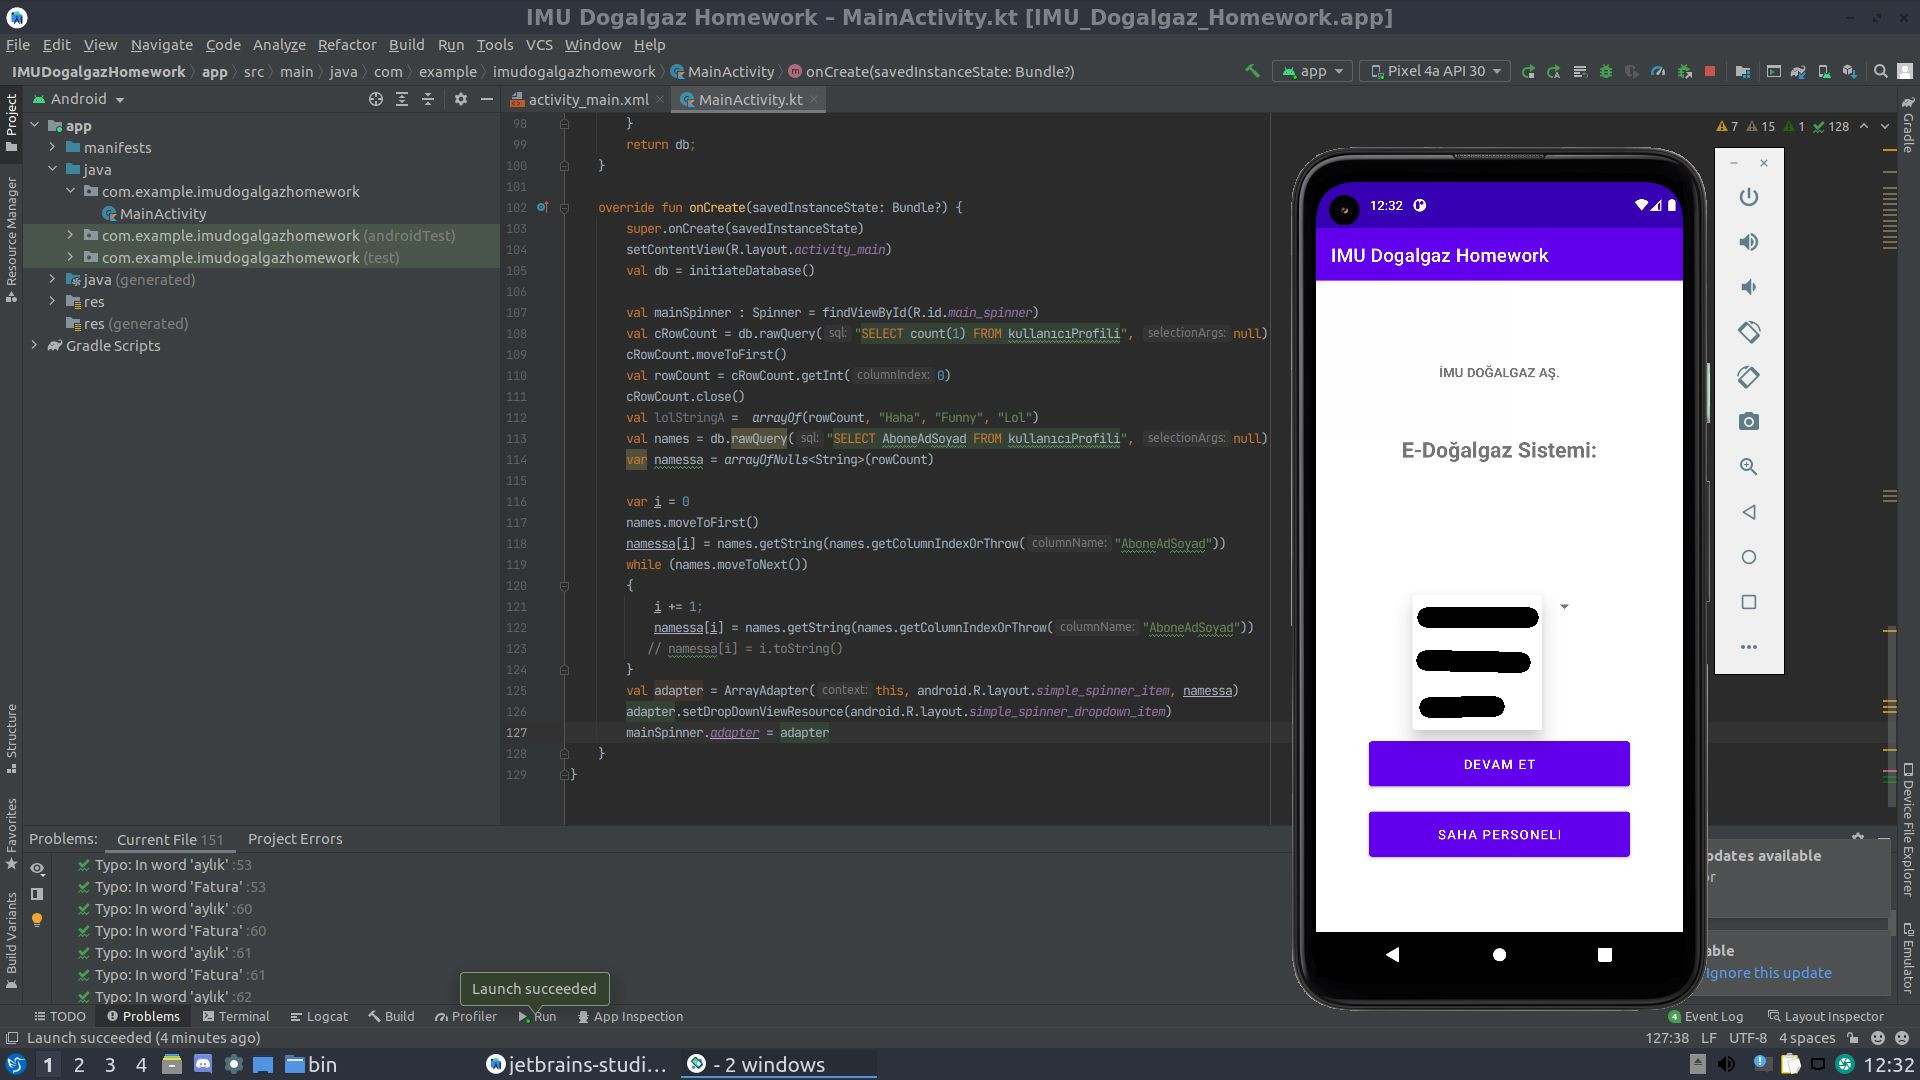 IMU Dogalgaz Homework – MainActivity.kt [IMU_Dogalgaz_Homework.app]
File Edit View Navigate Code Analyze Refactor Build Run Tools VCS Window Help
IMUDogalgazHomework app src main java com example imudogalgazhomework MainActivity onCreate(savedInstanceState: Bundle?)
app
Pixel 4a API 30
Project
Resource Manager
Structure
Favorites
Build Variants
Android
app
manifests
java
com.example.imudogalgazhomework
MainActivity
com.example.imudogalgazhomework (androidTest)
com.example.imudogalgazhomework (test)
java (generated)
res
res (generated)
Gradle Scripts
activity_main.xml
MainActivity.kt
7 15 1 128
98 }
99 return db;
100 }
101
102 override fun onCreate(savedInstanceState: Bundle?) {
103 super.onCreate(savedInstanceState)
104 setContentView(R.layout.activity_main)
105 val db = initiateDatabase()
106
107 val mainSpinner : Spinner = findViewById(R.id.main_spinner)
108 val cRowCount = db.rawQuery( sql: "SELECT count(1) FROM kullanıcıProfili", selectionArgs: null)
109 cRowCount.moveToFirst()
110 val rowCount = cRowCount.getInt( columnIndex: 0)
111 cRowCount.close()
112 val lolStringA = arrayOf(rowCount, "Haha", "Funny", "Lol")
113 val names = db.rawQuery( sql: "SELECT AboneAdSoyad FROM kullanıcıProfili", selectionArgs: null)
114 var namessa = arrayOfNulls<String>(rowCount)
115
116 var i = 0
117 names.moveToFirst()
118 namessa[i] = names.getString(names.getColumnIndexOrThrow( columnName: "AboneAdSoyad"))
119 while (names.moveToNext())
120 {
121 i += 1;
122 namessa[i] = names.getString(names.getColumnIndexOrThrow( columnName: "AboneAdSoyad"))
123 // namessa[i] = i.toString()
124 }
125 val adapter = ArrayAdapter( context: this, android.R.layout.simple_spinner_item, namessa)
126 adapter.setDropDownViewResource(android.R.layout.simple_spinner_dropdown_item)
127 mainSpinner.adapter = adapter
128 }
129 }
12:32
IMU Dogalgaz Homework
İMU DOĞALGAZ AŞ.
E-Doğalgaz Sistemi:
DEVAM ET
SAHA PERSONELI
Gradle
Device File Explorer
Emulator
Problems: Current File 151 Project Errors
Typo: In word 'aylık' :53
Typo: In word 'Fatura' :53
Typo: In word 'aylık' :60
Typo: In word 'Fatura' :60
Typo: In word 'aylık' :61
Typo: In word 'Fatura' :61
Typo: In word 'aylık' :62
Launch succeeded
available
Ignore this update
TODO Problems Terminal Logcat Build Profiler Run App Inspection
4 Event Log Layout Inspector
Launch succeeded (4 minutes ago)
127:38 LF UTF-8 4 spaces
1 2 3 4 bin jetbrains-studi... - 2 windows 12:32